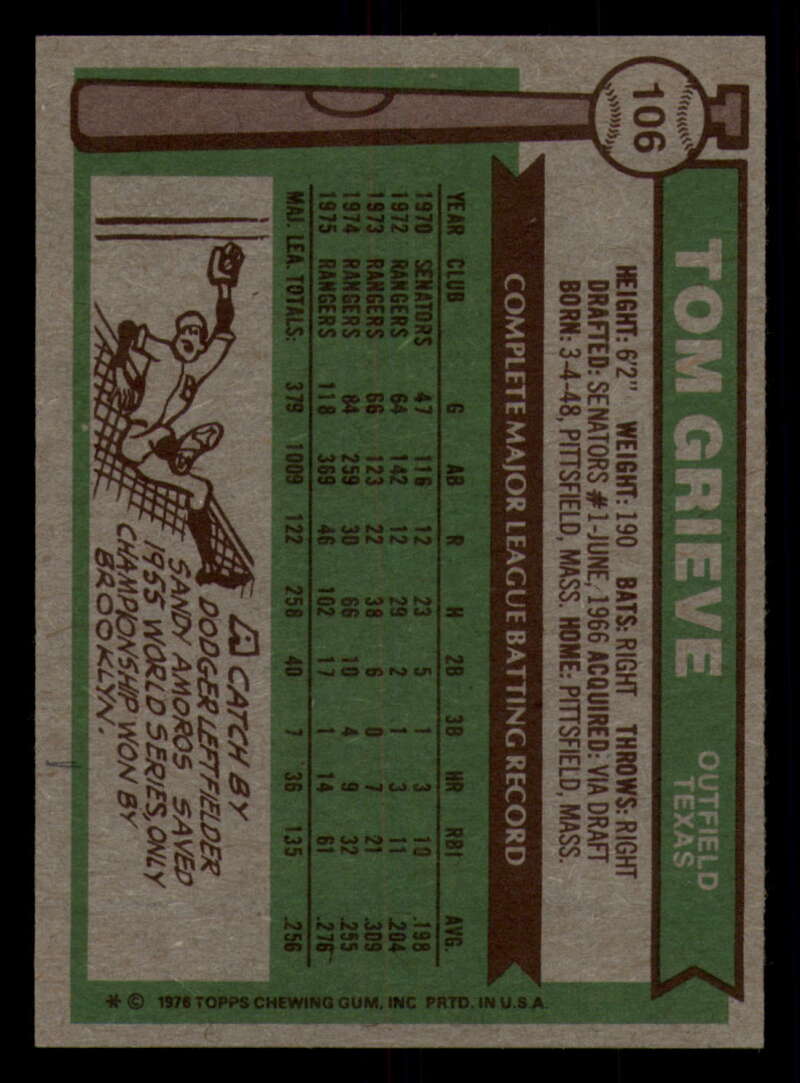 106
TOM GRIEVE
OUTFIELD
TEXAS
HEIGHT: 6'2" WEIGHT: 190 BATS: RIGHT THROWS: RIGHT
DRAFTED: SENATORS #1-JUNE, 1966 ACQUIRED: VIA DRAFT
BORN: 3-4-48, PITTSFIELD, MASS. HOME: PITTSFIELD, MASS.
COMPLETE MAJOR LEAGUE BATTING RECORD
YEAR CLUB G AB R H 2B 3B HR RBI AVG.
1970 SENATORS 47 116 12 23 5 1 3 10 .198
1972 RANGERS 64 142 12 29 2 1 3 11 .204
1973 RANGERS 66 123 22 38 6 0 7 21 .309
1974 RANGERS 84 259 30 66 10 4 9 32 .255
1975 RANGERS 118 369 46 102 17 1 14 61 .276
MAJ. LEA. TOTALS: 379 1009 122 258 40 7 36 135 .256
A CATCH BY
DODGER LEFTFIELDER
SANDY AMOROS SAVED
1955 WORLD SERIES, ONLY
CHAMPIONSHIP WON BY
BROOKLYN.
* © 1976 TOPPS CHEWING GUM, INC PRTD. IN U.S.A.